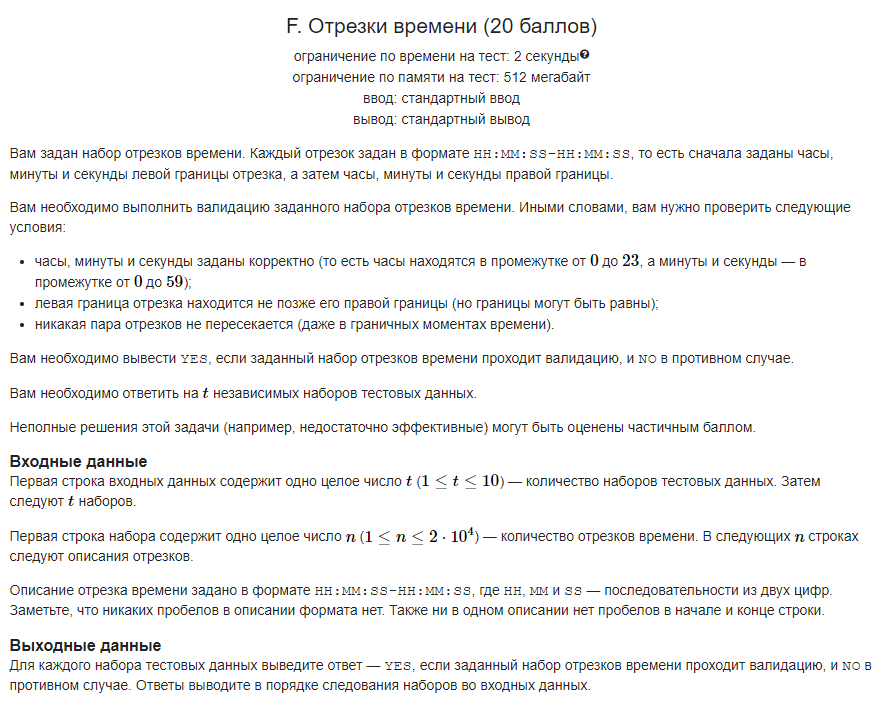 F. Отрезки времени (20 баллов)
ограничение по времени на тест: 2 секунды
ограничение по памяти на тест: 512 мегабайт
ввод: стандартный ввод
вывод: стандартный вывод
Вам задан набор отрезков времени. Каждый отрезок задан в формате HH:MM:SS-HH:MM:SS, то есть сначала заданы часы,
минуты и секунды левой границы отрезка, а затем часы, минуты и секунды правой границы.
Вам необходимо выполнить валидацию заданного набора отрезков времени. Иными словами, вам нужно проверить следующие
условия:
• часы, минуты и секунды заданы корректно (то есть часы находятся в промежутке от 0 до 23, а минуты и секунды — в
промежутке от 0 до 59);
• левая граница отрезка находится не позже его правой границы (но границы могут быть равны);
• никакая пара отрезков не пересекается (даже в граничных моментах времени).
Вам необходимо вывести YES, если заданный набор отрезков времени проходит валидацию, и NO в противном случае.
Вам необходимо ответить на t независимых наборов тестовых данных.
Неполные решения этой задачи (например, недостаточно эффективные) могут быть оценены частичным баллом.
Входные данные
Первая строка входных данных содержит одно целое число t (1 ≤ t ≤ 10) — количество наборов тестовых данных. Затем
следуют t наборов.
Первая строка набора содержит одно целое число n (1 ≤ n ≤ 2 · 10⁴) — количество отрезков времени. В следующих n строках
следуют описания отрезков.
Описание отрезка времени задано в формате HH:MM:SS-HH:MM:SS, где HH, MM и SS — последовательности из двух цифр.
Заметьте, что никаких пробелов в описании формата нет. Также ни в одном описании нет пробелов в начале и конце строки.
Выходные данные
Для каждого набора тестовых данных выведите ответ — YES, если заданный набор отрезков времени проходит валидацию, и NO в
противном случае. Ответы выводите в порядке следования наборов во входных данных.